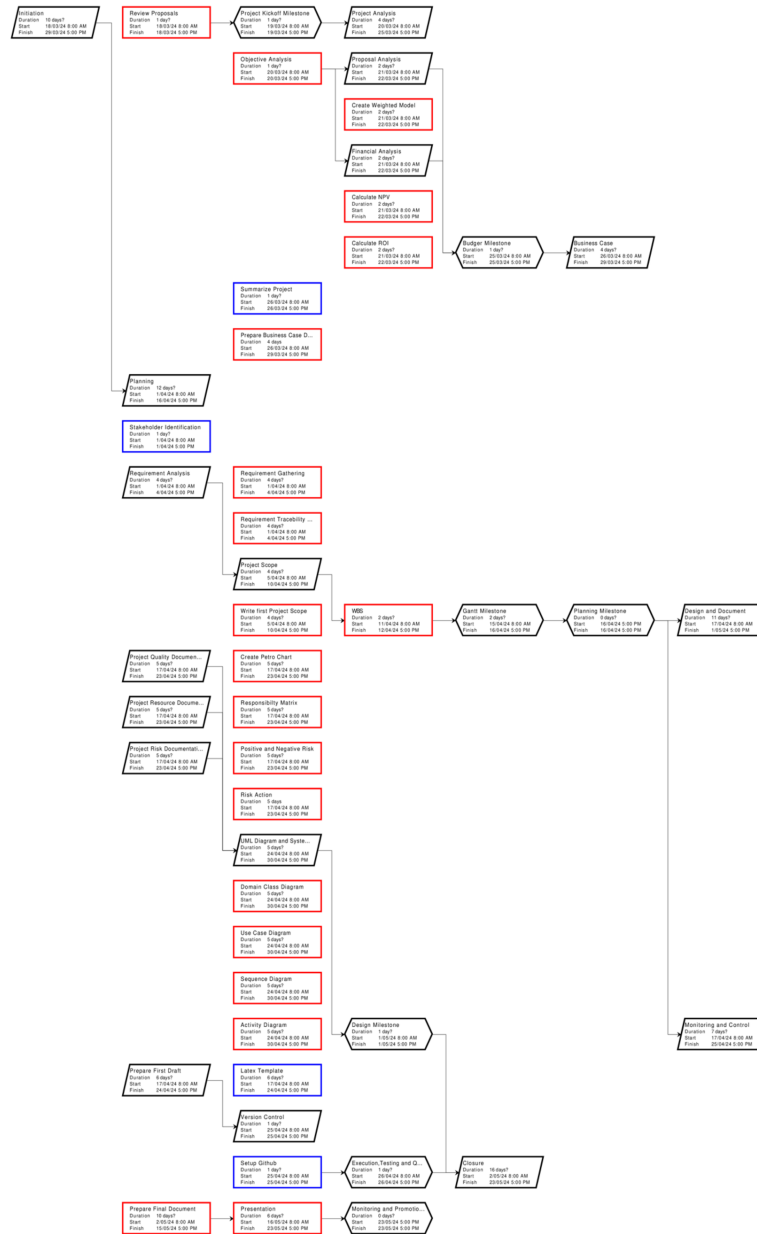 Initiation
Duration 10 days?
Start 18/03/24 8:00 AM
Finish 29/03/24 5:00 PM
Review Proposals
Duration 1 day?
Start 18/03/24 8:00 AM
Finish 18/03/24 5:00 PM
Project Kickoff Milestone
Duration 1 day?
Start 19/03/24 8:00 AM
Finish 19/03/24 5:00 PM
Project Analysis
Duration 4 days?
Start 20/03/24 8:00 AM
Finish 25/03/24 5:00 PM
Objective Analysis
Duration 1 day?
Start 20/03/24 8:00 AM
Finish 20/03/24 5:00 PM
Proposal Analysis
Duration 2 days?
Start 21/03/24 8:00 AM
Finish 22/03/24 5:00 PM
Create Weighted Model
Duration 2 days?
Start 21/03/24 8:00 AM
Finish 22/03/24 5:00 PM
Financial Analysis
Duration 2 days?
Start 21/03/24 8:00 AM
Finish 22/03/24 5:00 PM
Calculate NPV
Duration 2 days?
Start 21/03/24 8:00 AM
Finish 22/03/24 5:00 PM
Calculate ROI
Duration 2 days?
Start 21/03/24 8:00 AM
Finish 22/03/24 5:00 PM
Budger Milestone
Duration 1 day?
Start 25/03/24 8:00 AM
Finish 25/03/24 5:00 PM
Business Case
Duration 4 days?
Start 26/03/24 8:00 AM
Finish 29/03/24 5:00 PM
Summarize Project
Duration 1 day?
Start 26/03/24 8:00 AM
Finish 26/03/24 5:00 PM
Prepare Business Case D...
Duration 4 days
Start 26/03/24 8:00 AM
Finish 29/03/24 5:00 PM
Planning
Duration 12 days?
Start 1/04/24 8:00 AM
Finish 16/04/24 5:00 PM
Stakeholder Identification
Duration 1 day?
Start 1/04/24 8:00 AM
Finish 1/04/24 5:00 PM
Requirement Analysis
Duration 4 days?
Start 1/04/24 8:00 AM
Finish 4/04/24 5:00 PM
Requirement Gathering
Duration 4 days?
Start 1/04/24 8:00 AM
Finish 4/04/24 5:00 PM
Requirement Tracebility ...
Duration 4 days?
Start 1/04/24 8:00 AM
Finish 4/04/24 5:00 PM
Project Scope
Duration 4 days?
Start 5/04/24 8:00 AM
Finish 10/04/24 5:00 PM
Write first Project Scope
Duration 4 days?
Start 5/04/24 8:00 AM
Finish 10/04/24 5:00 PM
WBS
Duration 2 days?
Start 11/04/24 8:00 AM
Finish 12/04/24 5:00 PM
Gantt Milestone
Duration 2 days?
Start 15/04/24 8:00 AM
Finish 16/04/24 5:00 PM
Planning Milestone
Duration 0 days?
Start 16/04/24 5:00 PM
Finish 16/04/24 5:00 PM
Design and Document
Duration 11 days?
Start 17/04/24 8:00 AM
Finish 1/05/24 5:00 PM
Project Quality Documen...
Duration 5 days?
Start 17/04/24 8:00 AM
Finish 23/04/24 5:00 PM
Create Petro Chart
Duration 5 days?
Start 17/04/24 8:00 AM
Finish 23/04/24 5:00 PM
Project Resource Docume...
Duration 5 days?
Start 17/04/24 8:00 AM
Finish 23/04/24 5:00 PM
Responsibilty Matrix
Duration 5 days?
Start 17/04/24 8:00 AM
Finish 23/04/24 5:00 PM
Project Risk Documentati...
Duration 5 days?
Start 17/04/24 8:00 AM
Finish 23/04/24 5:00 PM
Positive and Negative Risk
Duration 5 days?
Start 17/04/24 8:00 AM
Finish 23/04/24 5:00 PM
Risk Action
Duration 5 days
Start 17/04/24 8:00 AM
Finish 23/04/24 5:00 PM
UML Diagram and Syste...
Duration 5 days?
Start 24/04/24 8:00 AM
Finish 30/04/24 5:00 PM
Domain Class Diagram
Duration 5 days?
Start 24/04/24 8:00 AM
Finish 30/04/24 5:00 PM
Use Case Diagram
Duration 5 days?
Start 24/04/24 8:00 AM
Finish 30/04/24 5:00 PM
Sequence Diagram
Duration 5 days?
Start 24/04/24 8:00 AM
Finish 30/04/24 5:00 PM
Activity Diagram
Duration 5 days?
Start 24/04/24 8:00 AM
Finish 30/04/24 5:00 PM
Design Milestone
Duration 1 day?
Start 1/05/24 8:00 AM
Finish 1/05/24 5:00 PM
Monitoring and Control
Duration 7 days?
Start 17/04/24 8:00 AM
Finish 25/04/24 5:00 PM
Prepare First Draft
Duration 6 days?
Start 17/04/24 8:00 AM
Finish 24/04/24 5:00 PM
Latex Template
Duration 6 days?
Start 17/04/24 8:00 AM
Finish 24/04/24 5:00 PM
Version Control
Duration 1 day?
Start 25/04/24 8:00 AM
Finish 25/04/24 5:00 PM
Setup Github
Duration 1 day?
Start 25/04/24 8:00 AM
Finish 25/04/24 5:00 PM
Execution,Testing and Q...
Duration 1 day?
Start 26/04/24 8:00 AM
Finish 26/04/24 5:00 PM
Closure
Duration 16 days?
Start 2/05/24 8:00 AM
Finish 23/05/24 5:00 PM
Prepare Final Document
Duration 10 days?
Start 2/05/24 8:00 AM
Finish 15/05/24 5:00 PM
Presentation
Duration 6 days?
Start 16/05/24 8:00 AM
Finish 23/05/24 5:00 PM
Monitoring and Promotio...
Duration 0 days?
Start 23/05/24 5:00 PM
Finish 23/05/24 5:00 PM